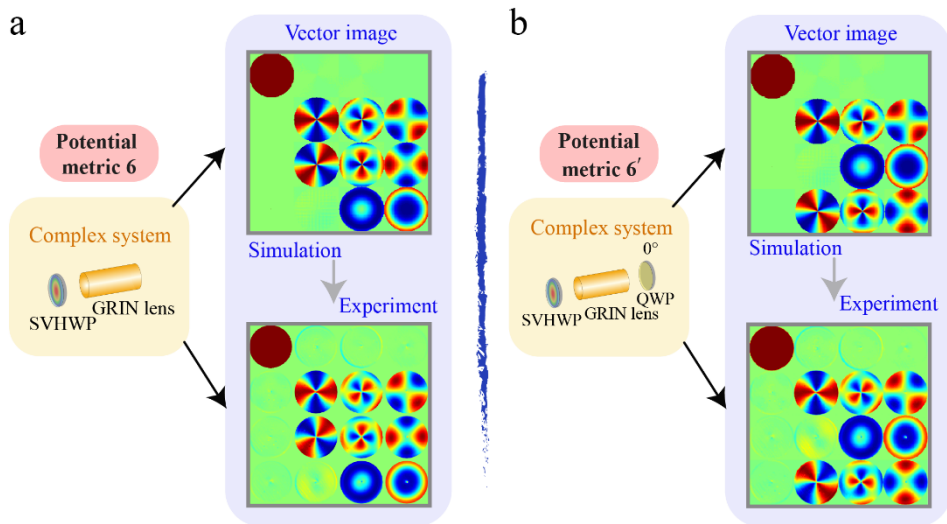 a
Vector image
Potential
metric 6
Complex system
SVHWP
GRIN lens
Simulation
Experiment
b
Vector image
Potential
metric 6′
Complex system
0°
QWP
GRIN lens
SVHWP
Simulation
Experiment